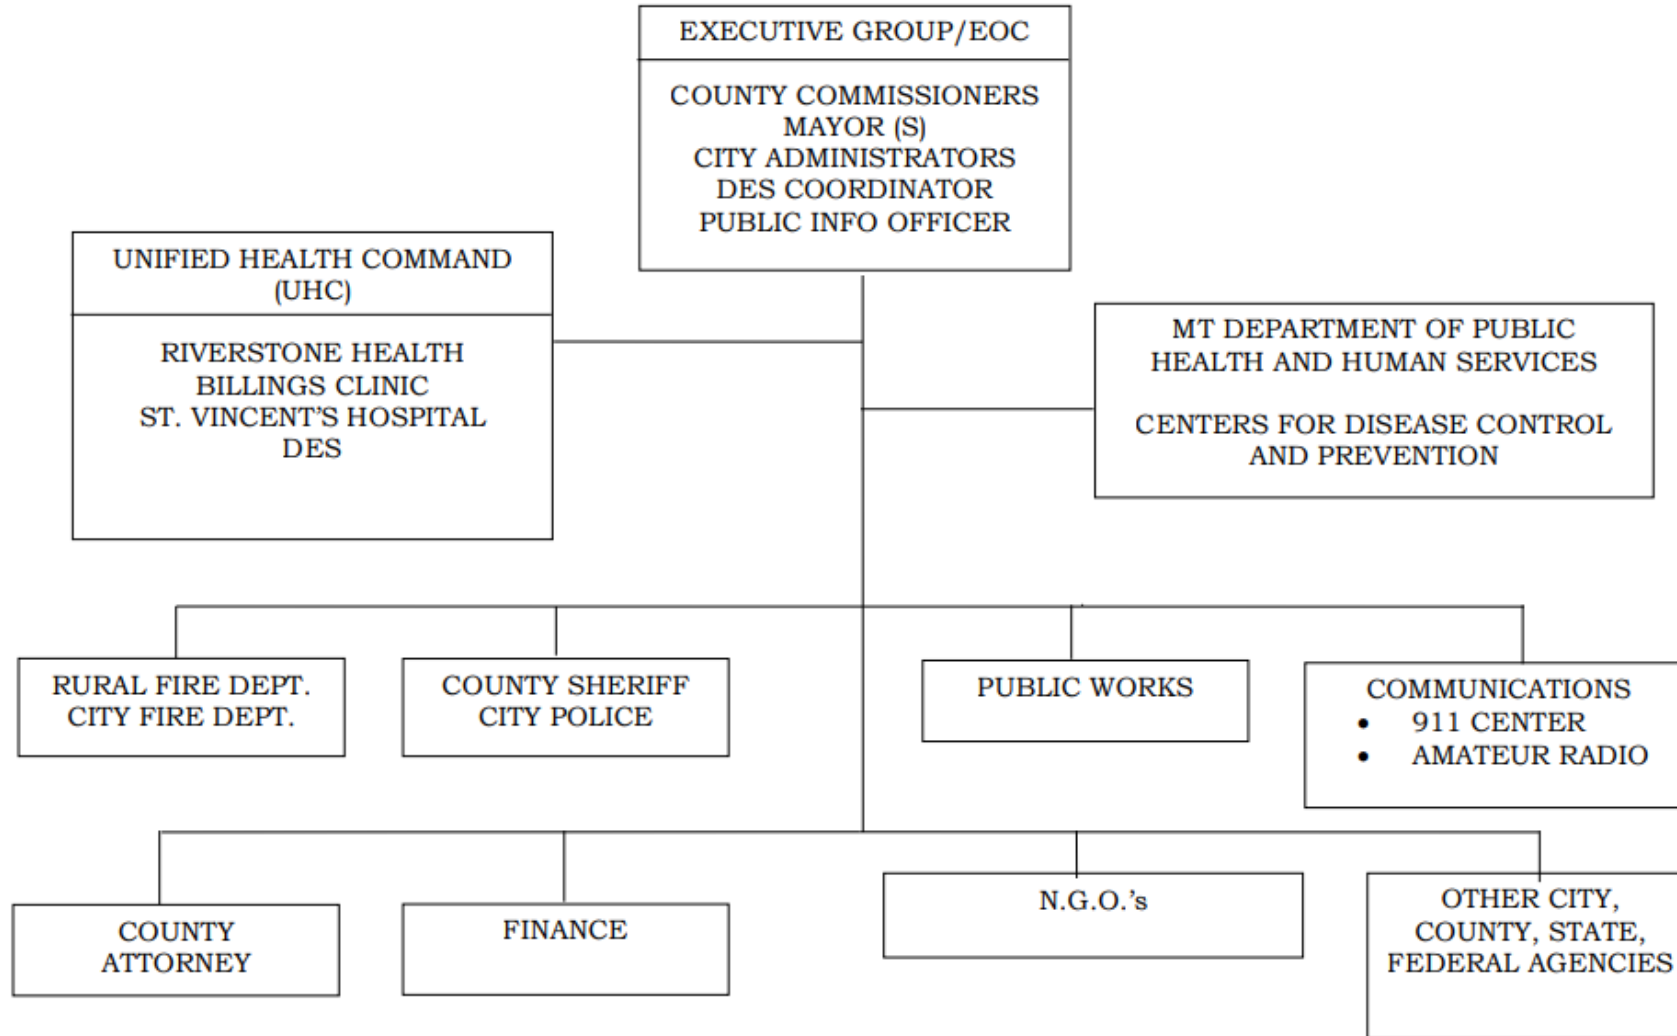 EXECUTIVE GROUP/EOC
COUNTY COMMISSIONERS
MAYOR (S)
CITY ADMINISTRATORS
DES COORDINATOR
PUBLIC INFO OFFICER
UNIFIED HEALTH COMMAND
(UHC)
RIVERSTONE HEALTH
BILLINGS CLINIC
ST. VINCENT’S HOSPITAL
DES
MT DEPARTMENT OF PUBLIC
HEALTH AND HUMAN SERVICES
CENTERS FOR DISEASE CONTROL
AND PREVENTION
RURAL FIRE DEPT.
CITY FIRE DEPT.
COUNTY SHERIFF
CITY POLICE
PUBLIC WORKS
COMMUNICATIONS
• 911 CENTER
• AMATEUR RADIO
COUNTY
ATTORNEY
FINANCE
N.G.O.’s
OTHER CITY,
COUNTY, STATE,
FEDERAL AGENCIES